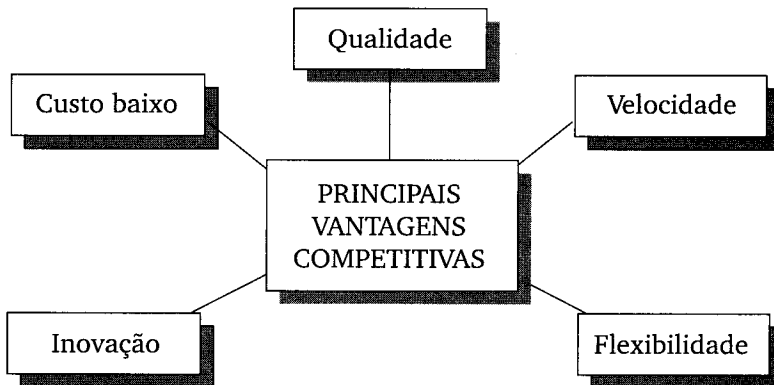 Qualidade
Custo baixo
Velocidade
PRINCIPAIS
VANTAGENS
COMPETITIVAS
Inovação
Flexibilidade